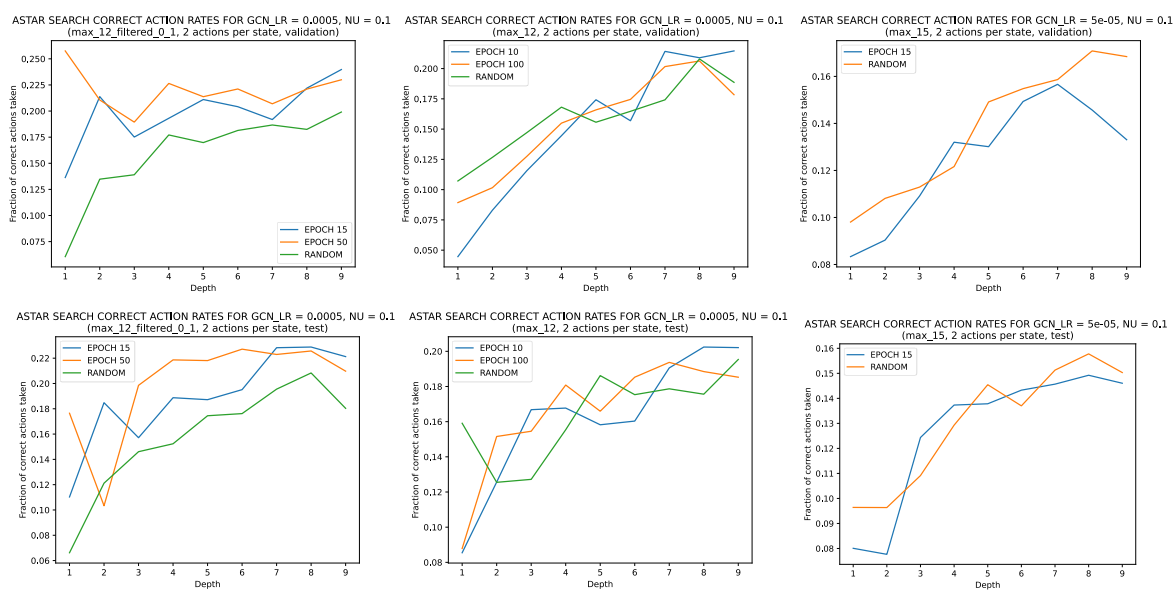 ASTAR SEARCH CORRECT ACTION RATES FOR GCN_LR = 0.0005, NU = 0.1
(max_12_filtered_0_1, 2 actions per state, validation)
Fraction of correct actions taken
0.250
0.225
0.200
0.175
0.150
0.125
0.100
0.075
EPOCH 15
EPOCH 50
RANDOM
1 2 3 4 5 6 7 8 9
Depth
ASTAR SEARCH CORRECT ACTION RATES FOR GCN_LR = 0.0005, NU = 0.1
(max_12, 2 actions per state, validation)
Fraction of correct actions taken
EPOCH 10
EPOCH 100
RANDOM
0.200
0.175
0.150
0.125
0.100
0.075
0.050
1 2 3 4 5 6 7 8 9
Depth
ASTAR SEARCH CORRECT ACTION RATES FOR GCN_LR = 5e-05, NU = 0.1
(max_15, 2 actions per state, validation)
Fraction of correct actions taken
EPOCH 15
RANDOM
0.16
0.14
0.12
0.10
0.08
1 2 3 4 5 6 7 8 9
Depth
ASTAR SEARCH CORRECT ACTION RATES FOR GCN_LR = 0.0005, NU = 0.1
(max_12_filtered_0_1, 2 actions per state, test)
Fraction of correct actions taken
EPOCH 15
EPOCH 50
RANDOM
0.22
0.20
0.18
0.16
0.14
0.12
0.10
0.08
0.06
1 2 3 4 5 6 7 8 9
Depth
ASTAR SEARCH CORRECT ACTION RATES FOR GCN_LR = 0.0005, NU = 0.1
(max_12, 2 actions per state, test)
Fraction of correct actions taken
EPOCH 10
EPOCH 100
RANDOM
0.20
0.18
0.16
0.14
0.12
0.10
0.08
1 2 3 4 5 6 7 8 9
Depth
ASTAR SEARCH CORRECT ACTION RATES FOR GCN_LR = 5e-05, NU = 0.1
(max_15, 2 actions per state, test)
Fraction of correct actions taken
EPOCH 15
RANDOM
0.16
0.15
0.14
0.13
0.12
0.11
0.10
0.09
0.08
1 2 3 4 5 6 7 8 9
Depth